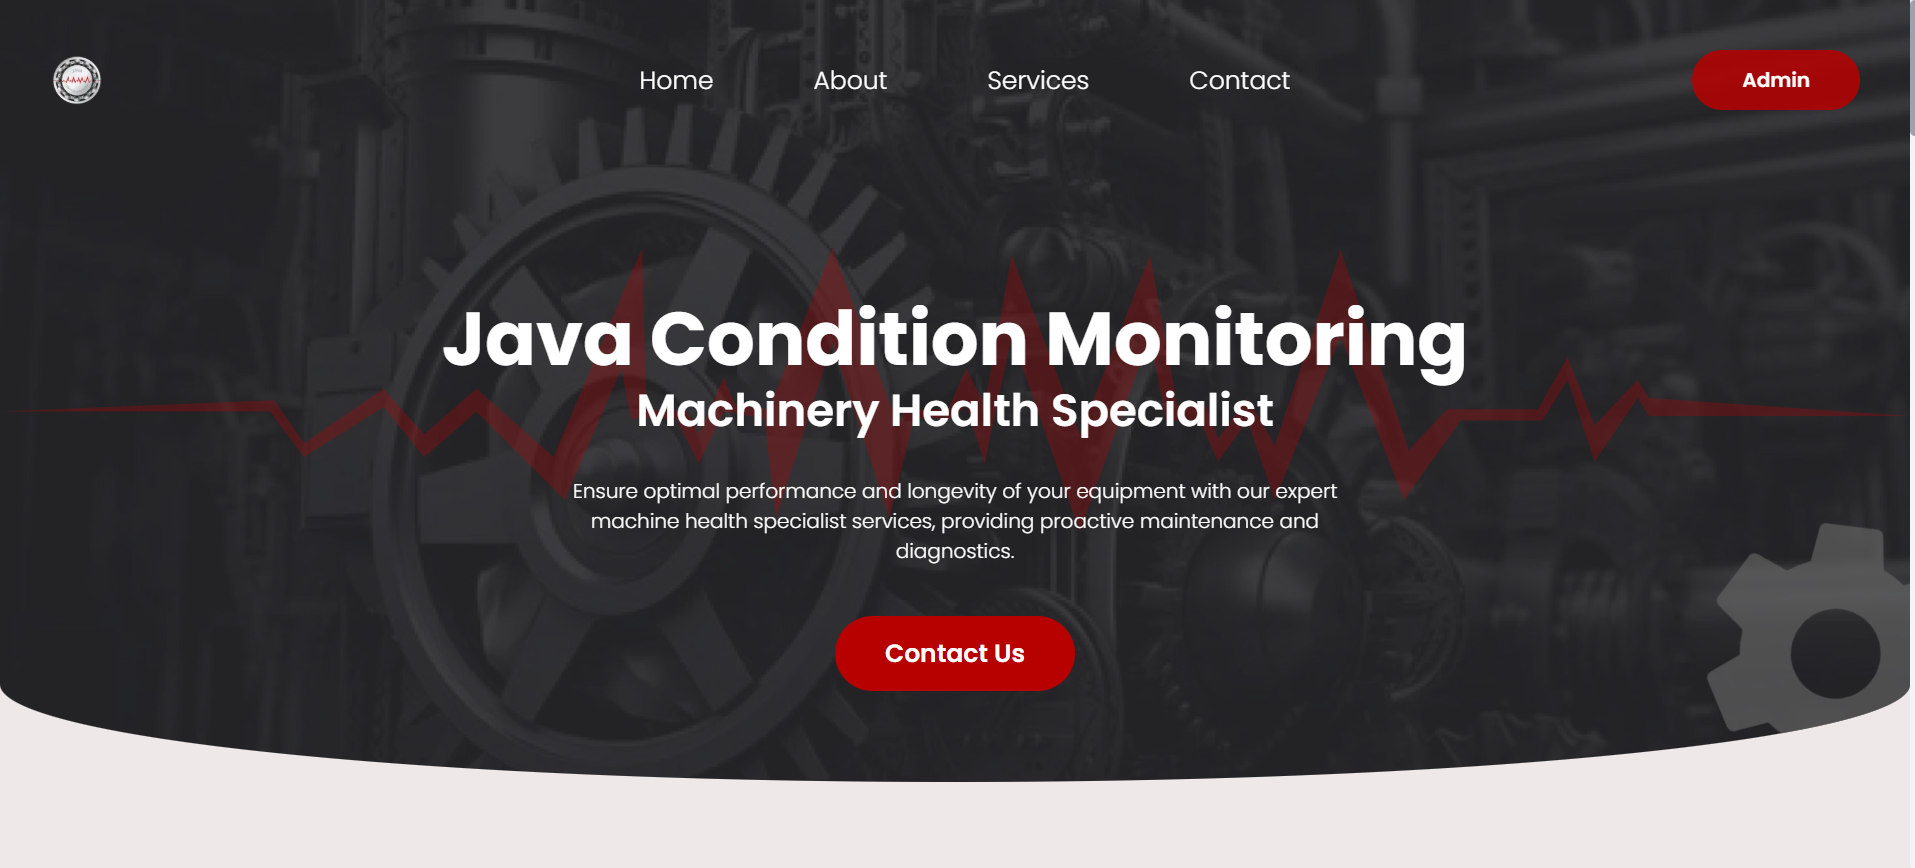 Home About Services Contact Admin
Java Condition Monitoring
Machinery Health Specialist
Ensure optimal performance and longevity of your equipment with our expert
machine health specialist services, providing proactive maintenance and
diagnostics.
Contact Us